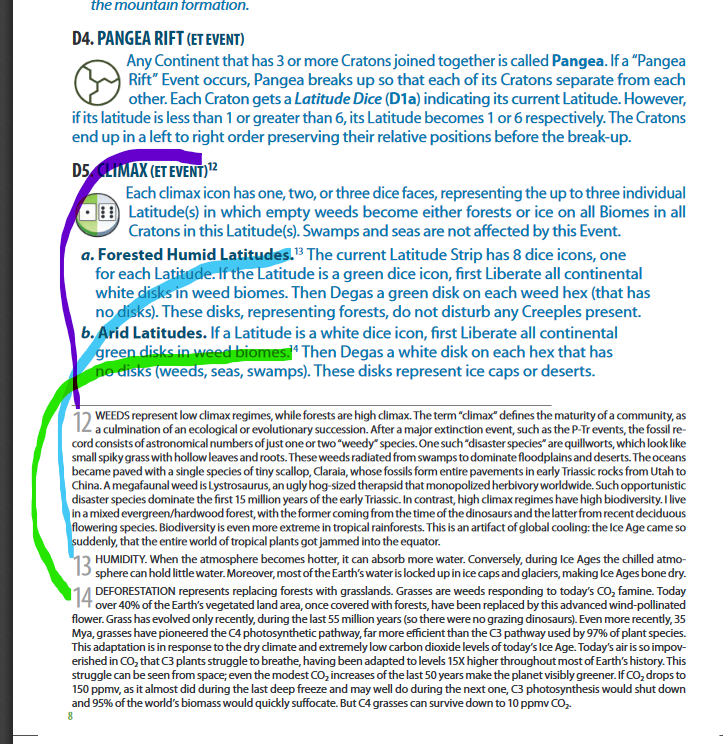 the mountain formation.
D4. PANGEA RIFT (ET EVENT)
Any Continent that has 3 or more Cratons joined together is called Pangea. If a “Pangea
Rift” Event occurs, Pangea breaks up so that each of its Cratons separate from each
other. Each Craton gets a Latitude Dice (D1a) indicating its current Latitude. However,
if its latitude is less than 1 or greater than 6, its Latitude becomes 1 or 6 respectively. The Cratons
end up in a left to right order preserving their relative positions before the break-up.
D5. CLIMAX (ET EVENT)12
Each climax icon has one, two, or three dice faces, representing the up to three individual
Latitude(s) in which empty weeds become either forests or ice on all Biomes in all
Cratons in this Latitude(s). Swamps and seas are not affected by this Event.
a. Forested Humid Latitudes.13 The current Latitude Strip has 8 dice icons, one
for each Latitude. If the Latitude is a green dice icon, first Liberate all continental
white disks in weed biomes. Then Degas a green disk on each weed hex (that has
no disks). These disks, representing forests, do not disturb any Creeples present.
b. Arid Latitudes. If a Latitude is a white dice icon, first Liberate all continental
green disks in weed biomes.14 Then Degas a white disk on each hex that has
no disks (weeds, seas, swamps). These disks represent ice caps or deserts.
12 WEEDS represent low climax regimes, while forests are high climax. The term “climax” defines the maturity of a community, as
a culmination of an ecological or evolutionary succession. After a major extinction event, such as the P-Tr events, the fossil re-
cord consists of astronomical numbers of just one or two “weedy” species. One such “disaster species” are quillworts, which look like
small spiky grass with hollow leaves and roots. These weeds radiated from swamps to dominate floodplains and deserts. The oceans
became paved with a single species of tiny scallop, Claraia, whose fossils form entire pavements in early Triassic rocks from Utah to
China. A megafaunal weed is Lystrosaurus, an ugly hog-sized therapsid that monopolized herbivory worldwide. Such opportunistic
disaster species dominate the first 15 million years of the early Triassic. In contrast, high climax regimes have high biodiversity. I live
in a mixed evergreen/hardwood forest, with the former coming from the time of the dinosaurs and the latter from recent deciduous
flowering species. Biodiversity is even more extreme in tropical rainforests. This is an artifact of global cooling: the Ice Age came so
suddenly, that the entire world of tropical plants got jammed into the equator.
13 HUMIDITY. When the atmosphere becomes hotter, it can absorb more water. Conversely, during Ice Ages the chilled atmo-
sphere can hold little water. Moreover, most of the Earth’s water is locked up in ice caps and glaciers, making Ice Ages bone dry.
14 DEFORESTATION represents replacing forests with grasslands. Grasses are weeds responding to today’s CO₂ famine. Today
over 40% of the Earth’s vegetated land area, once covered with forests, have been replaced by this advanced wind-pollinated
flower. Grass has evolved only recently, during the last 55 million years (so there were no grazing dinosaurs). Even more recently, 35
Mya, grasses have pioneered the C4 photosynthetic pathway, far more efficient than the C3 pathway used by 97% of plant species.
This adaptation is in response to the dry climate and extremely low carbon dioxide levels of today’s Ice Age. Today’s air is so impov-
erished in CO₂ that C3 plants struggle to breathe, having been adapted to levels 15X higher throughout most of Earth’s history. This
struggle can be seen from space; even the modest CO₂ increases of the last 50 years make the planet visibly greener. If CO₂ drops to
150 ppmv, as it almost did during the last deep freeze and may well do during the next one, C3 photosynthesis would shut down
and 95% of the world’s biomass would quickly suffocate. But C4 grasses can survive down to 10 ppmv CO₂.
8